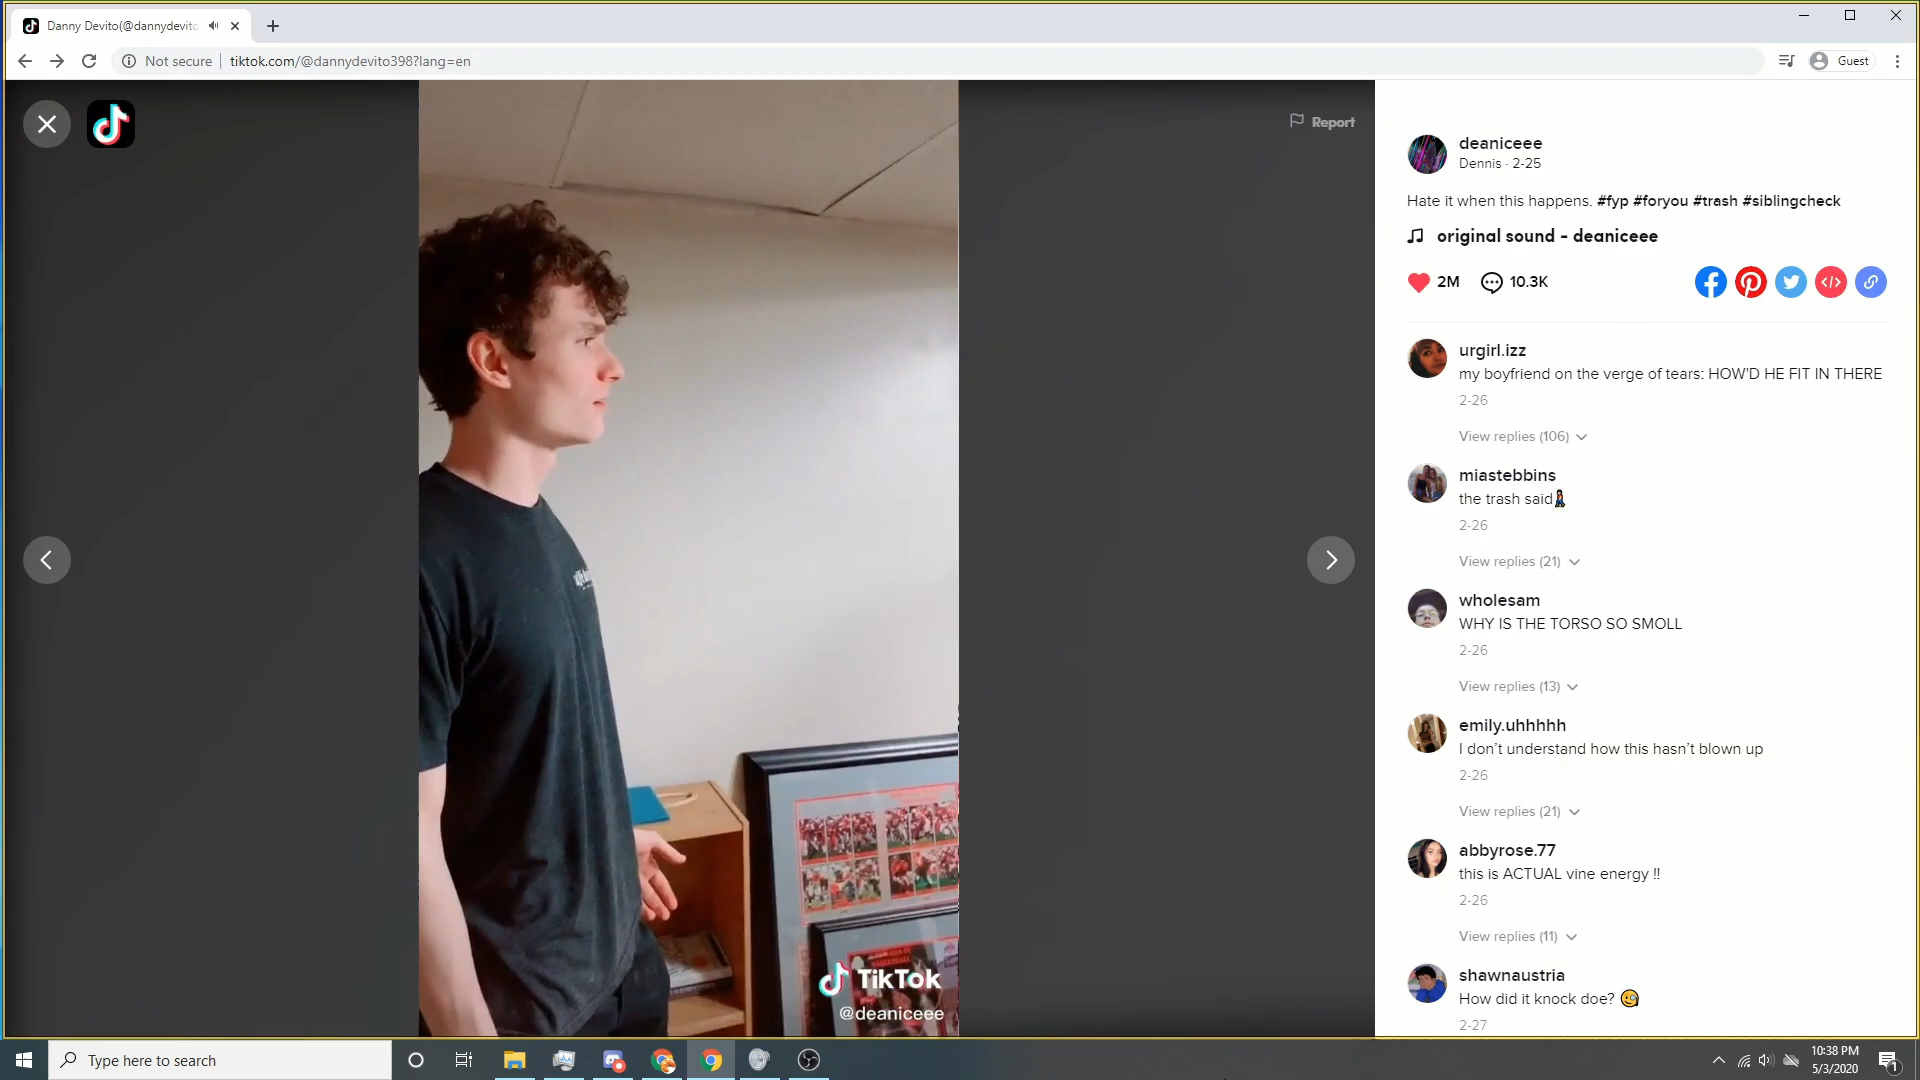 Danny Devito(@dannydevito
Not secure
tiktok.com/@dannydevito398?lang=en
Guest
Report
TikTok
@deaniceee
deaniceee
Dennis · 2-25
Hate it when this happens. #fyp #foryou #trash #siblingcheck
original sound - deaniceee
2M
10.3K
urgirl.izz
my boyfriend on the verge of tears: HOW'D HE FIT IN THERE
2-26
View replies (106)
miastebbins
the trash said
2-26
View replies (21)
wholesam
WHY IS THE TORSO SO SMOLL
2-26
View replies (13)
emily.uhhhhh
I don't understand how this hasn't blown up
2-26
View replies (21)
abbyrose.77
this is ACTUAL vine energy !!
2-26
View replies (11)
shawnaustria
How did it knock doe? 🧐
2-27
Type here to search
10:38 PM
5/3/2020
1